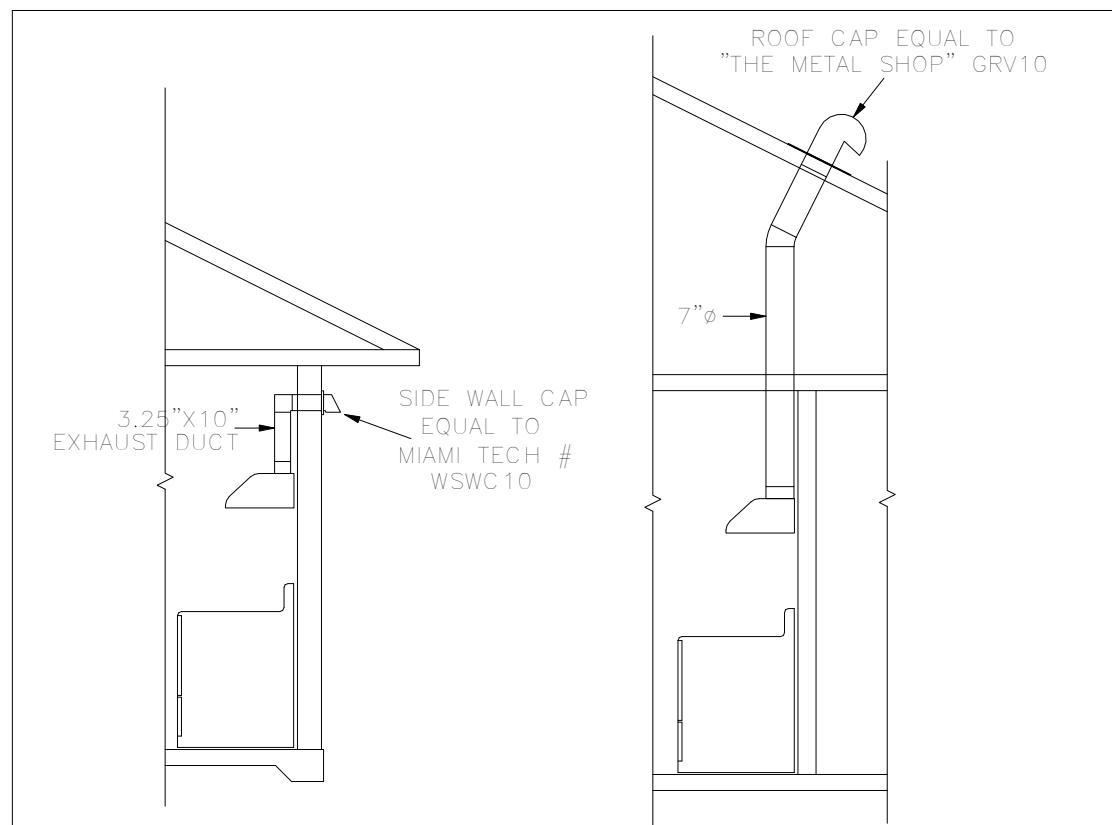 ROOF CAP EQUAL TO
"THE METAL SHOP" GRV10
7"ø
3.25"X10"
EXHAUST DUCT
SIDE WALL CAP
EQUAL TO
MIAMI TECH #
WSWC10